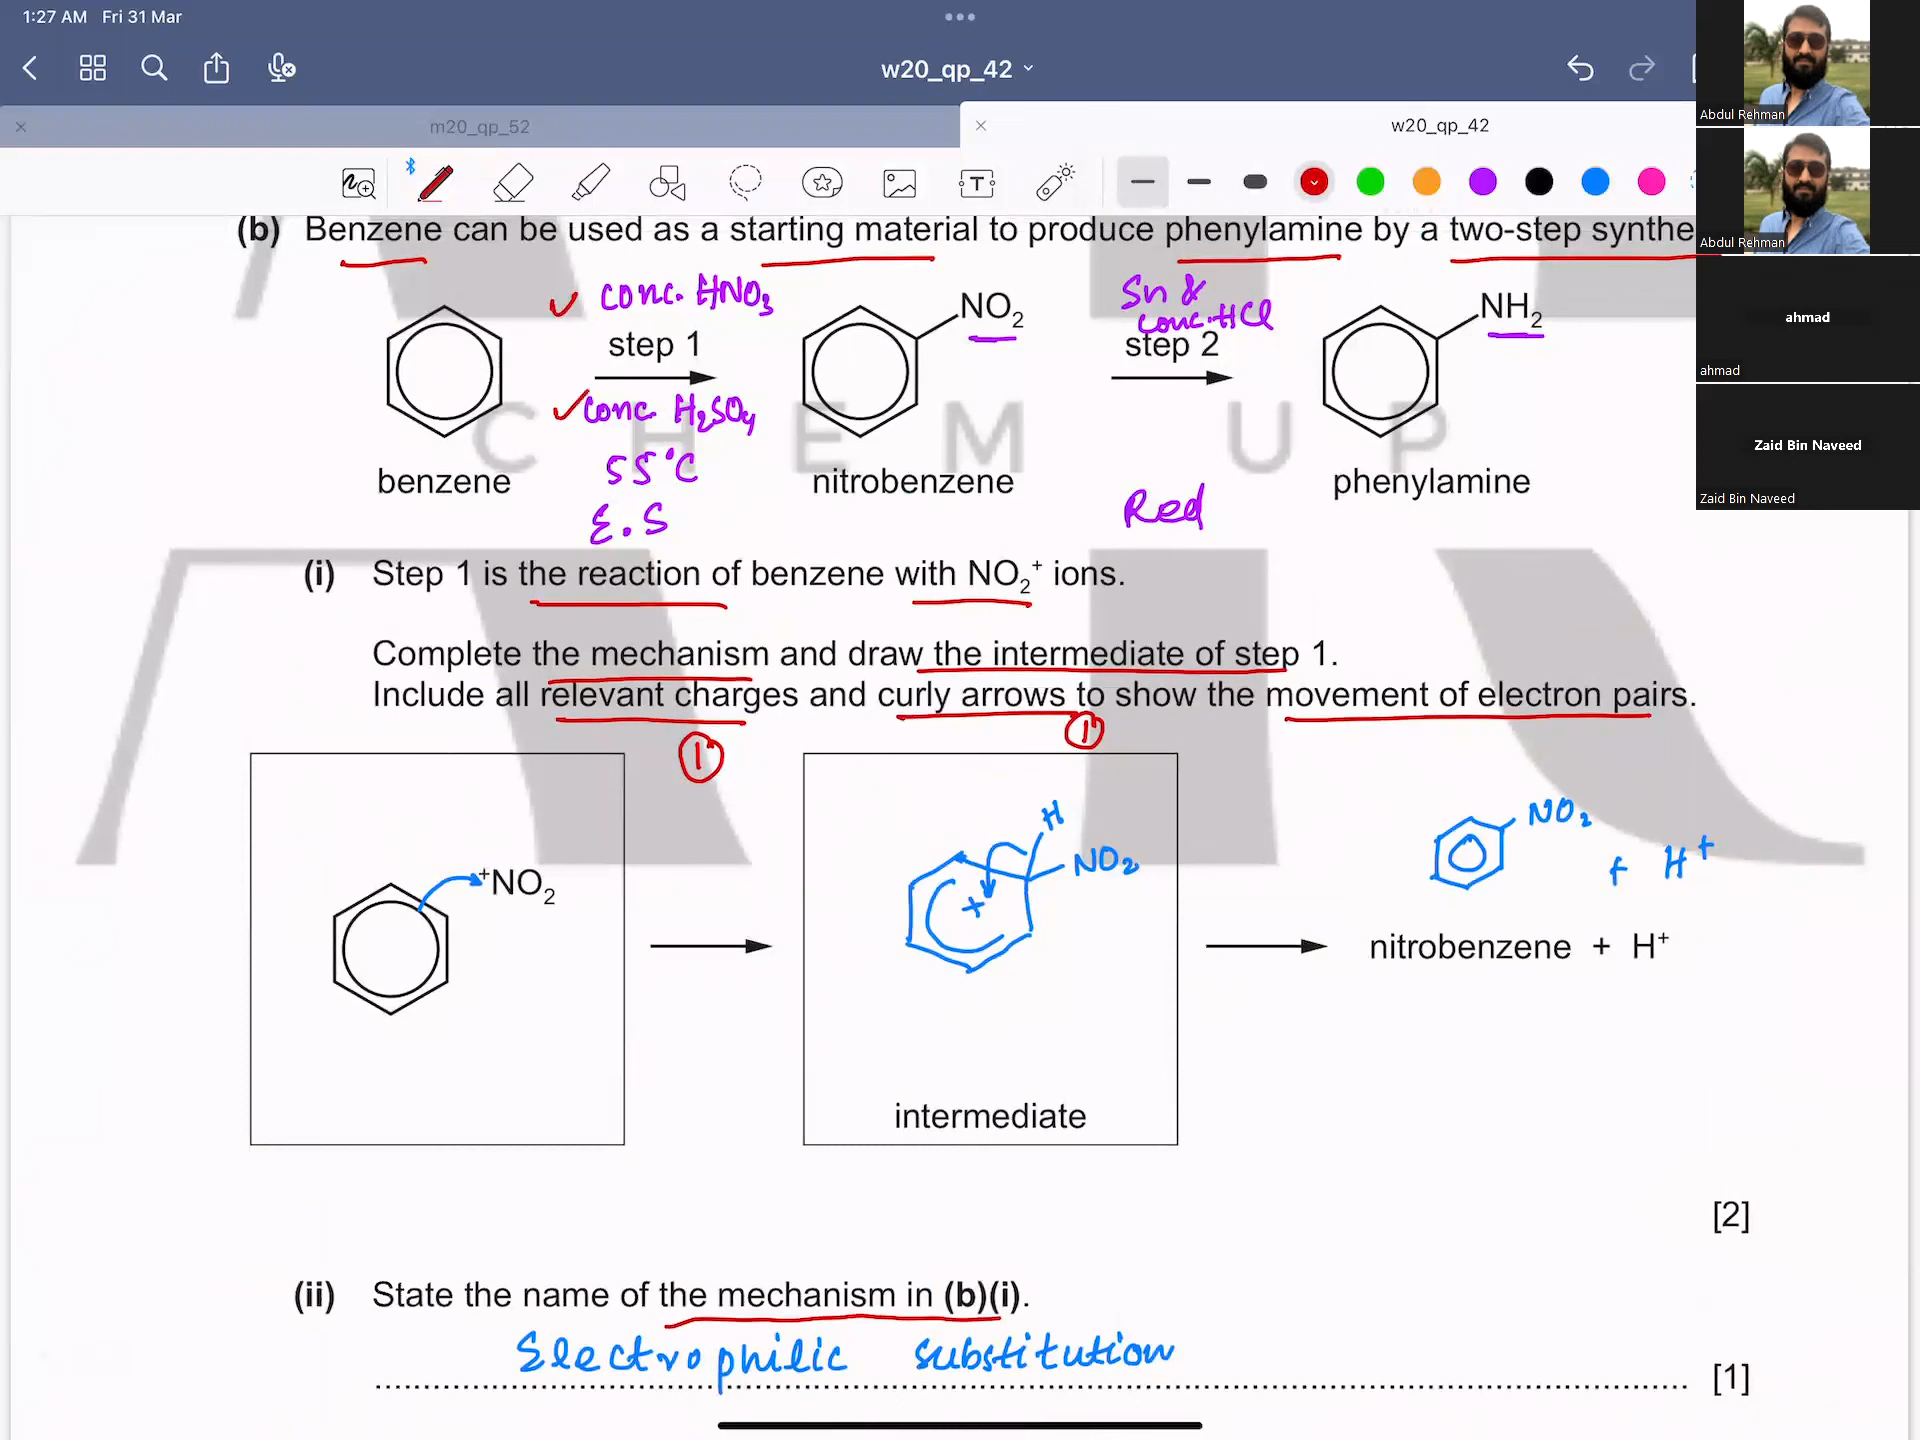 1:27 AM Fri 31 Mar
w20_qp_42
m20_qp_52
w20_qp_42
Abdul Rehman
Abdul Rehman
ahmad
ahmad
Zaid Bin Naveed
Zaid Bin Naveed
(b) Benzene can be used as a starting material to produce phenylamine by a two-step synthe
conc. HNO3
step 1
conc. H2SO4
55°C
E.S
NO2
Sn &
conc. HCl
step 2
Red
NH2
benzene
nitrobenzene
phenylamine
CHEM UP
(i) Step 1 is the reaction of benzene with NO2+ ions.
Complete the mechanism and draw the intermediate of step 1.
Include all relevant charges and curly arrows to show the movement of electron pairs.
1
1
+NO2
H
NO2
+
intermediate
NO2
+ H+
nitrobenzene + H+
[2]
(ii) State the name of the mechanism in (b)(i).
Electrophilic substitution
[1]